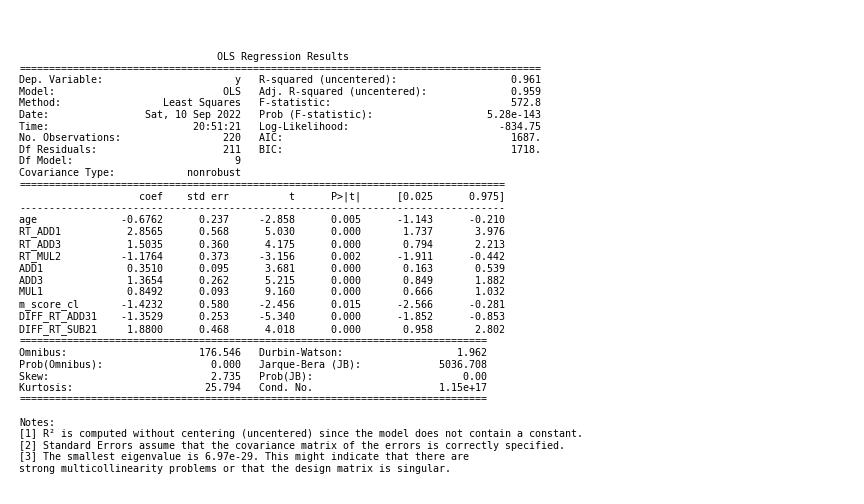 OLS Regression Results
=======================================================================================
Dep. Variable:                      y   R-squared (uncentered):                   0.961
Model:                            OLS   Adj. R-squared (uncentered):              0.959
Method:                 Least Squares   F-statistic:                              572.8
Date:                Sat, 10 Sep 2022   Prob (F-statistic):                   5.28e-143
Time:                        20:51:21   Log-Likelihood:                         -834.75
No. Observations:                 220   AIC:                                      1687.
Df Residuals:                     211   BIC:                                      1718.
Df Model:                           9
Covariance Type:            nonrobust
=================================================================================
                    coef    std err          t      P>|t|      [0.025      0.975]
---------------------------------------------------------------------------------
age              -0.6762      0.237     -2.858      0.005      -1.143      -0.210
RT_ADD1           2.8565      0.568      5.030      0.000       1.737       3.976
RT_ADD3           1.5035      0.360      4.175      0.000       0.794       2.213
RT_MUL2          -1.1764      0.373     -3.156      0.002      -1.911      -0.442
ADD1              0.3510      0.095      3.681      0.000       0.163       0.539
ADD3              1.3654      0.262      5.215      0.000       0.849       1.882
MUL1              0.8492      0.093      9.160      0.000       0.666       1.032
m_score_cl       -1.4232      0.580     -2.456      0.015      -2.566      -0.281
DIFF_RT_ADD31    -1.3529      0.253     -5.340      0.000      -1.852      -0.853
DIFF_RT_SUB21     1.8800      0.468      4.018      0.000       0.958       2.802
==============================================================================
Omnibus:                      176.546   Durbin-Watson:                   1.962
Prob(Omnibus):                  0.000   Jarque-Bera (JB):             5036.708
Skew:                           2.735   Prob(JB):                         0.00
Kurtosis:                      25.794   Cond. No.                     1.15e+17
==============================================================================
Notes:
[1] R² is computed without centering (uncentered) since the model does not contain a constant.
[2] Standard Errors assume that the covariance matrix of the errors is correctly specified.
[3] The smallest eigenvalue is 6.97e-29. This might indicate that there are
strong multicollinearity problems or that the design matrix is singular.